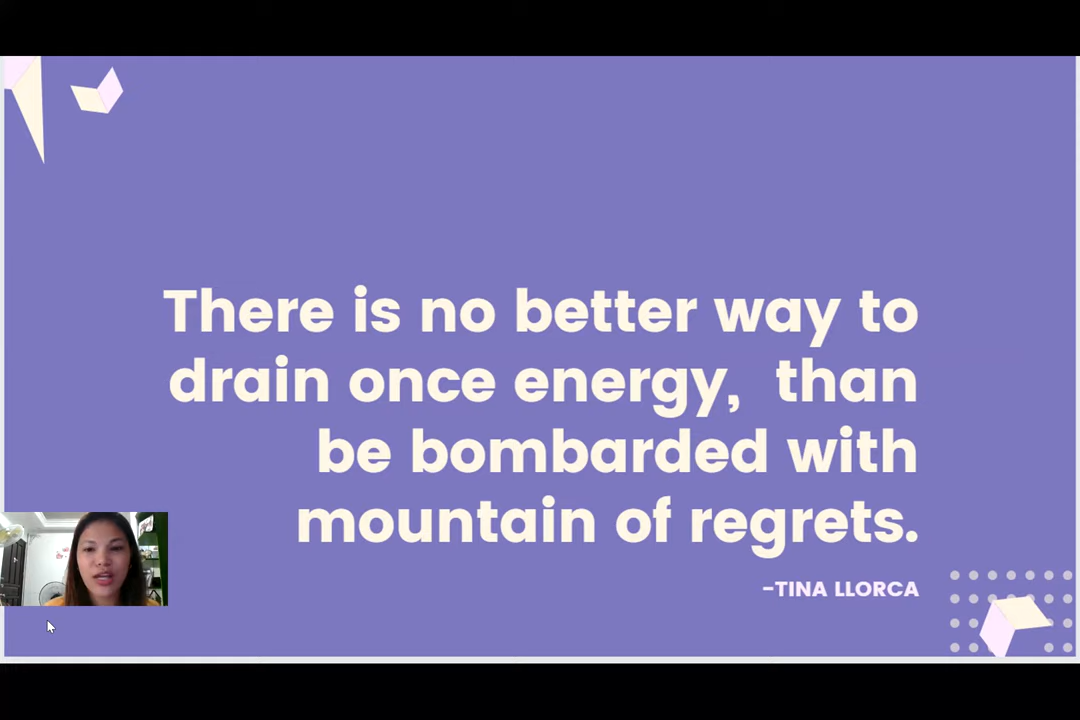 There is no better way to
drain once energy, than
be bombarded with
mountain of regrets.
-TINA LLORCA